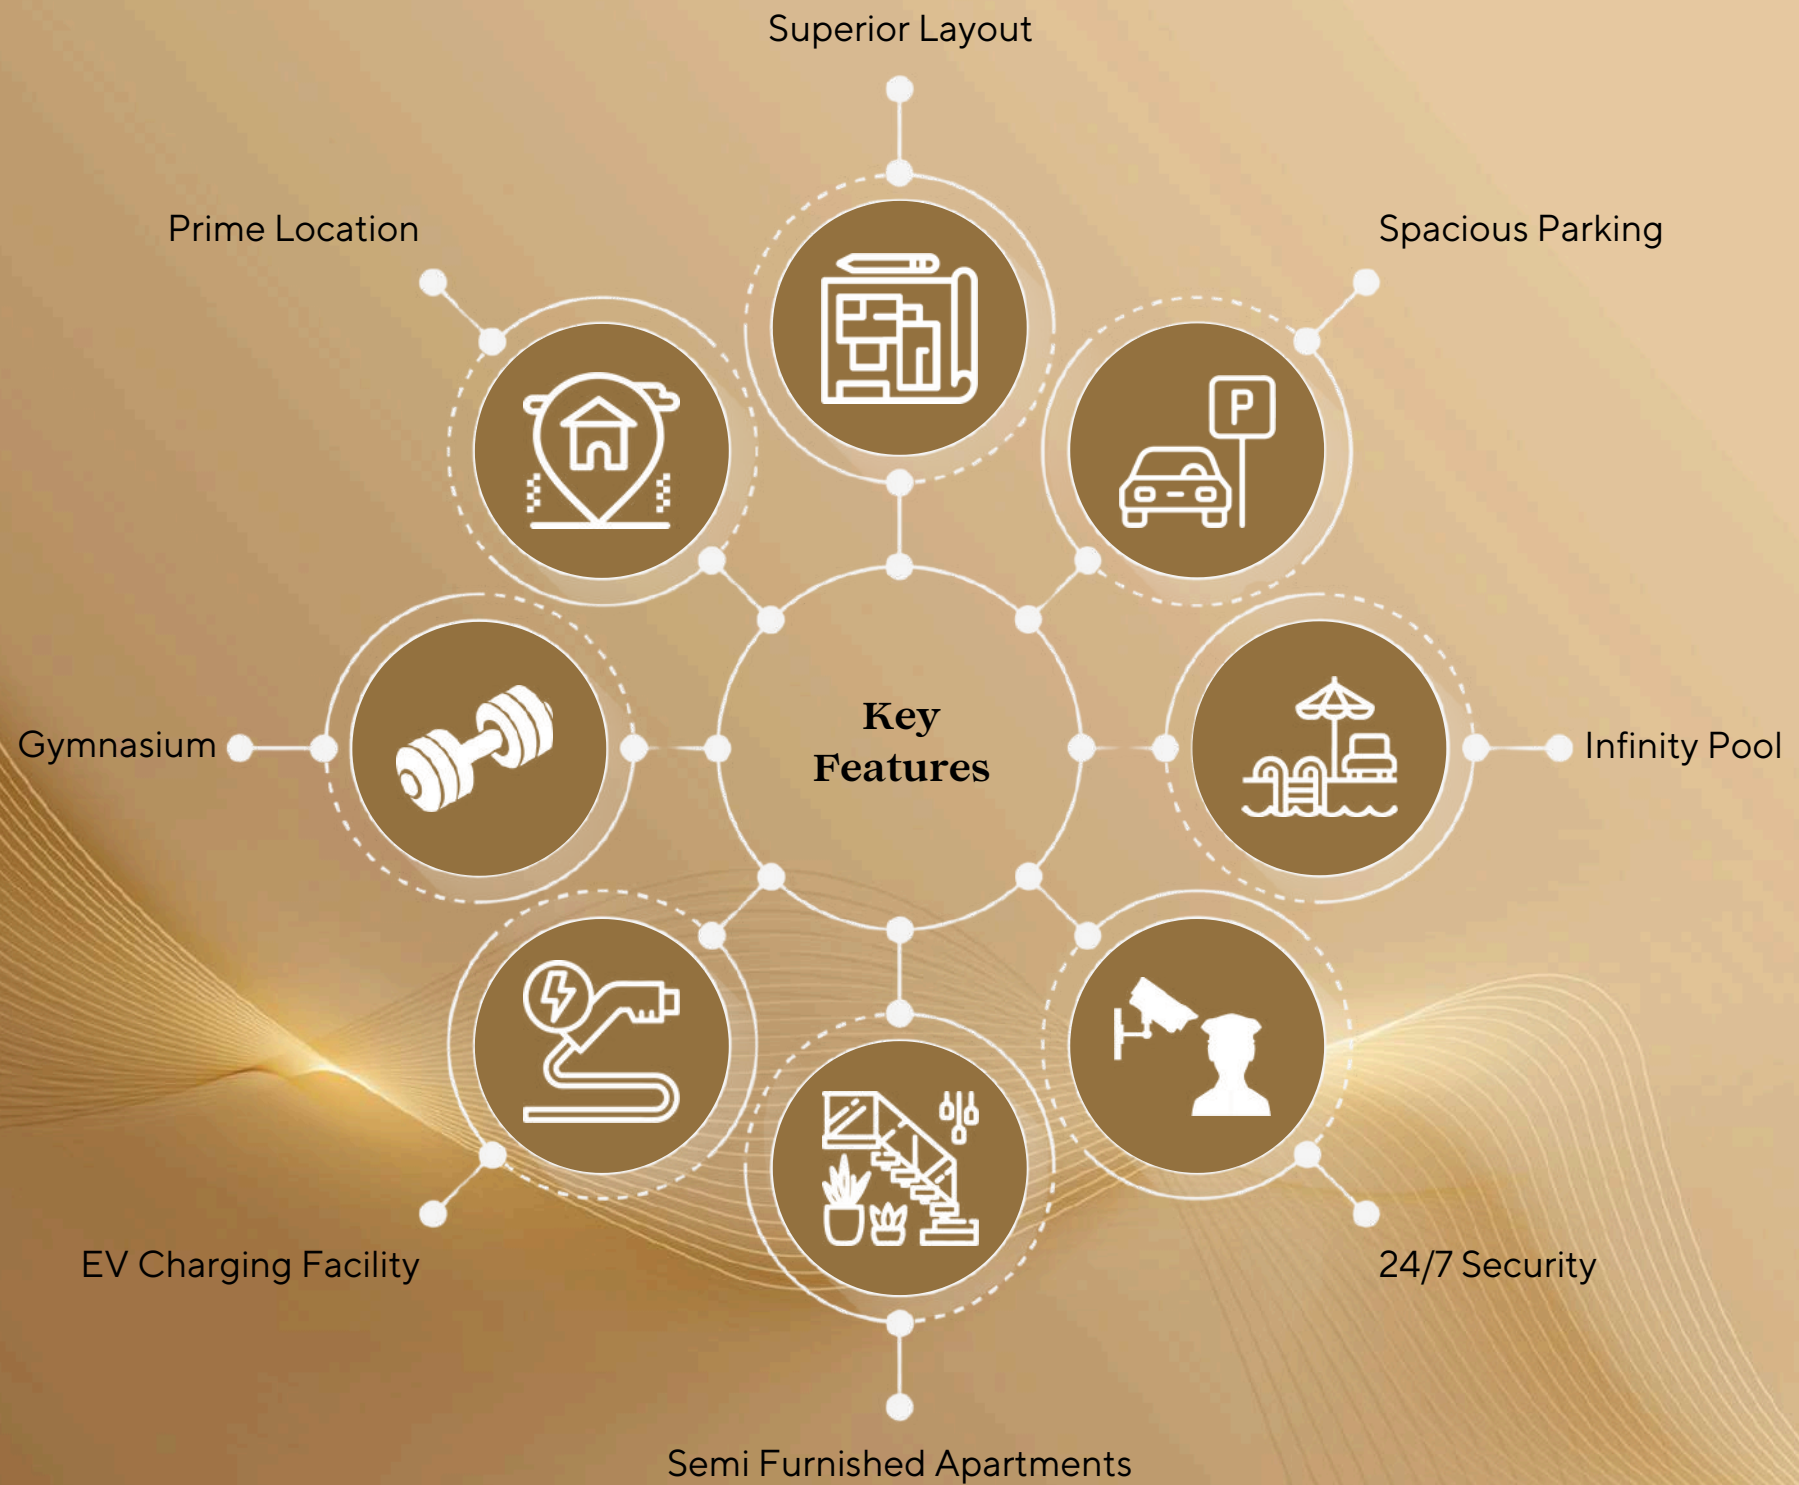 Superior Layout
Prime Location
Spacious Parking
P
Key
Features
Gymnasium
Infinity Pool
EV Charging Facility
24/7 Security
Semi Furnished Apartments